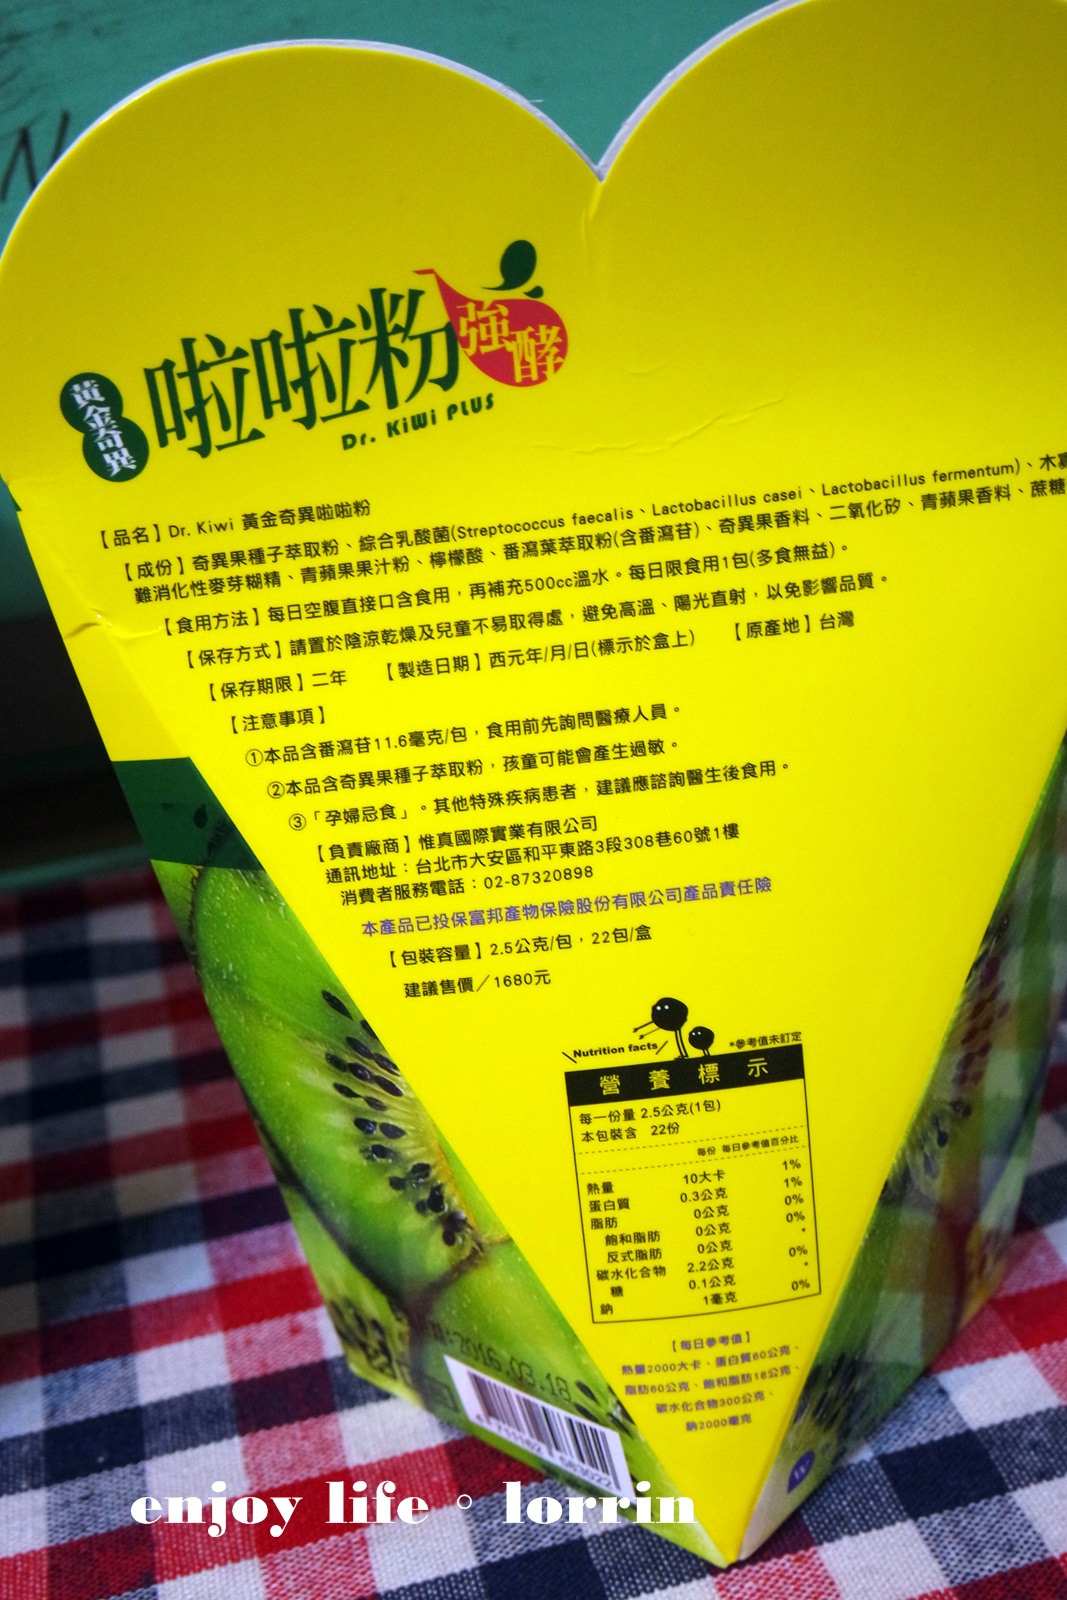 黃金奇異
啦啦粉
強酵
Dr. Kiwi PLUS
【品名】Dr. Kiwi 黃金奇異啦啦粉
【成份】奇異果種子萃取粉、綜合乳酸菌(Streptococcus faecalis、Lactobacillus casei、Lactobacillus fermentum)、木
難消化性麥芽糊精、青蘋果果汁粉、檸檬酸、番瀉葉萃取粉(含番瀉苷)、奇異果香料、二氧化矽、青蘋果香料、蔗糖
【食用方法】每日空腹直接口含食用，再補充500cc溫水。每日限食用1包(多食無益)。
【保存方式】請置於陰涼乾燥及兒童不易取得處，避免高溫、陽光直射，以免影響品質。
【保存期限】二年 【製造日期】西元年/月/日(標示於盒上) 【原產地】台灣
【注意事項】
①本品含番瀉苷11.6毫克/包，食用前先詢問醫療人員。
②本品含奇異果種子萃取粉，孩童可能會產生過敏。
③「孕婦忌食」。其他特殊疾病患者，建議應諮詢醫生後食用。
【負責廠商】惟真國際實業有限公司
通訊地址：台北市大安區和平東路3段308巷60號1樓
消費者服務電話：02-87320898
本產品已投保富邦產物保險股份有限公司產品責任險
【包裝容量】2.5公克/包，22包/盒
建議售價／1680元
Nutrition facts
*參考值未訂定
營養標示
每一份量 2.5公克(1包)
本包裝含 22份
每份 每日參考值百分比
熱量 10大卡 1%
蛋白質 0.3公克 1%
脂肪 0公克 0%
飽和脂肪 0公克 0%
反式脂肪 0公克 *
碳水化合物 2.2公克 0%
糖 0.1公克 *
鈉 1毫克 0%
【每日參考值】
熱量2000大卡、蛋白質60公克、
脂肪60公克、飽和脂肪18公克、
碳水化合物300公克、
鈉2000毫克
2016.03.18
enjoy life。lorrin